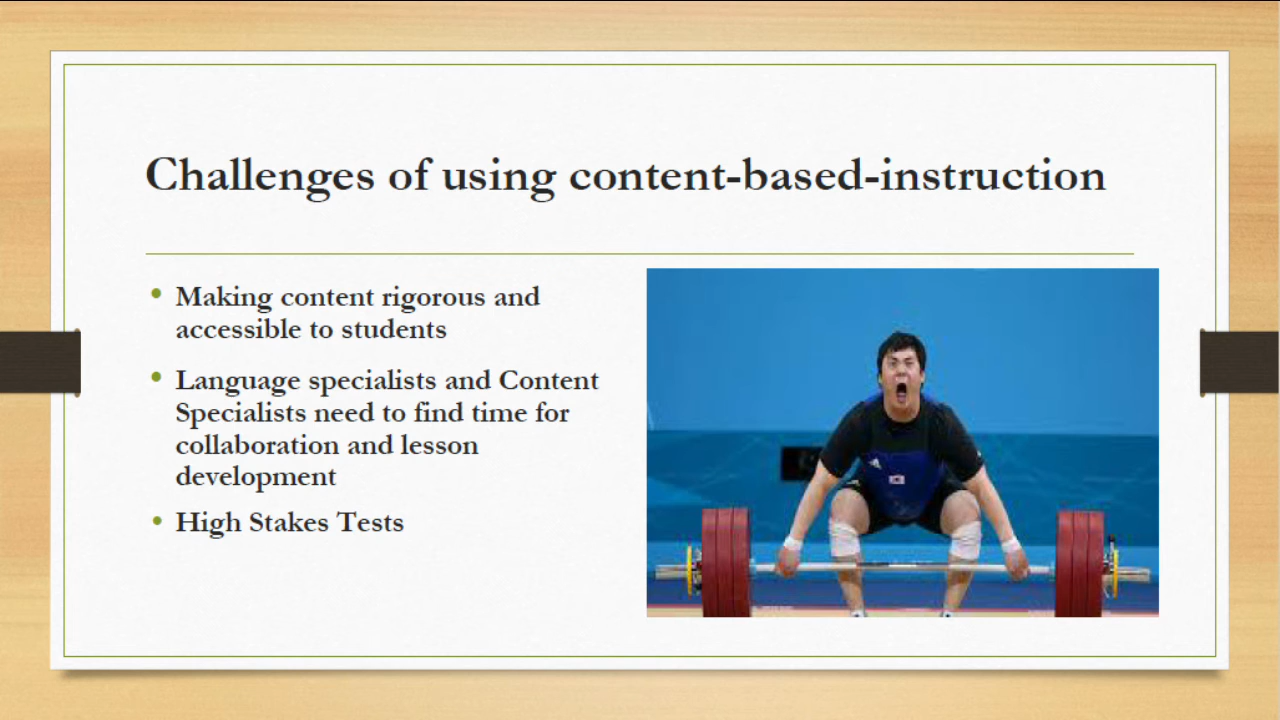 Challenges of using content-based-instruction
• Making content rigorous and
accessible to students
• Language specialists and Content
Specialists need to find time for
collaboration and lesson
development
• High Stakes Tests